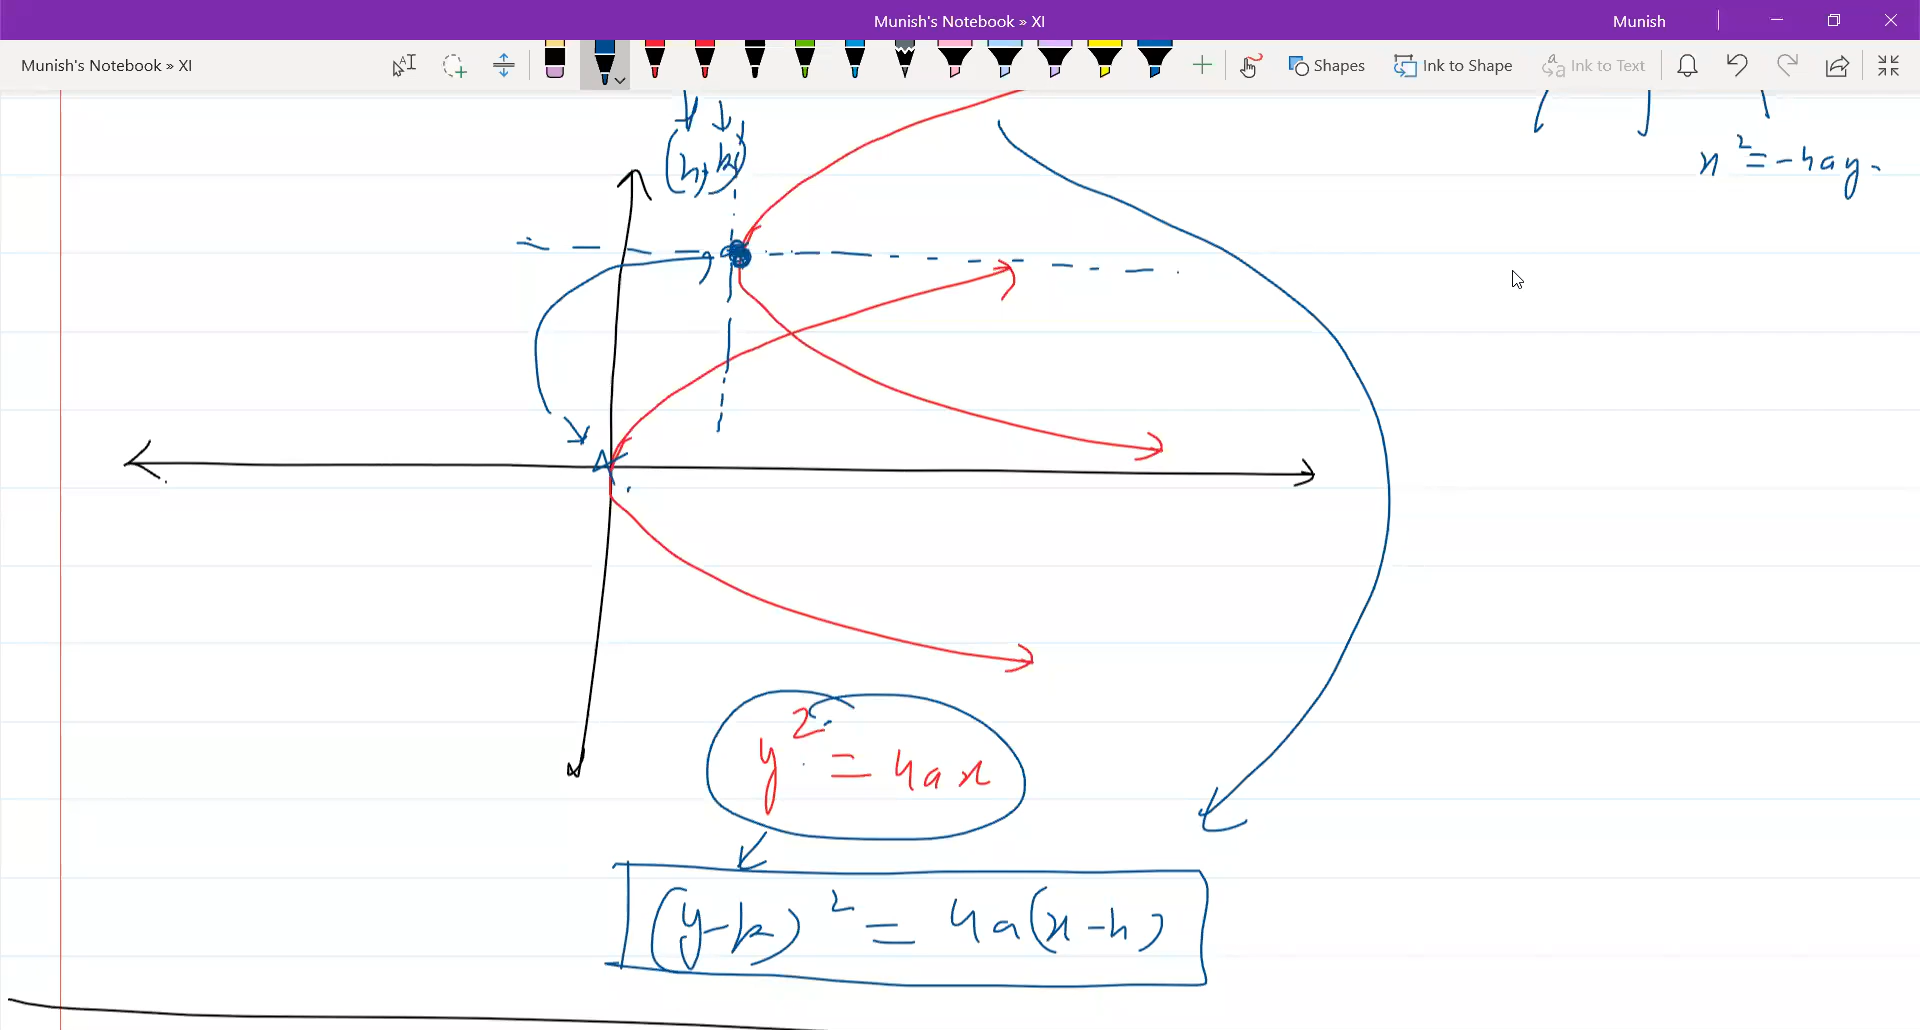 Munish's Notebook » XI
Munish
Munish's Notebook » XI
Shapes
Ink to Shape
Ink to Text
(h, k)
x² = -4ay
y² = 4ax
(y-k)² = 4a(x-h)